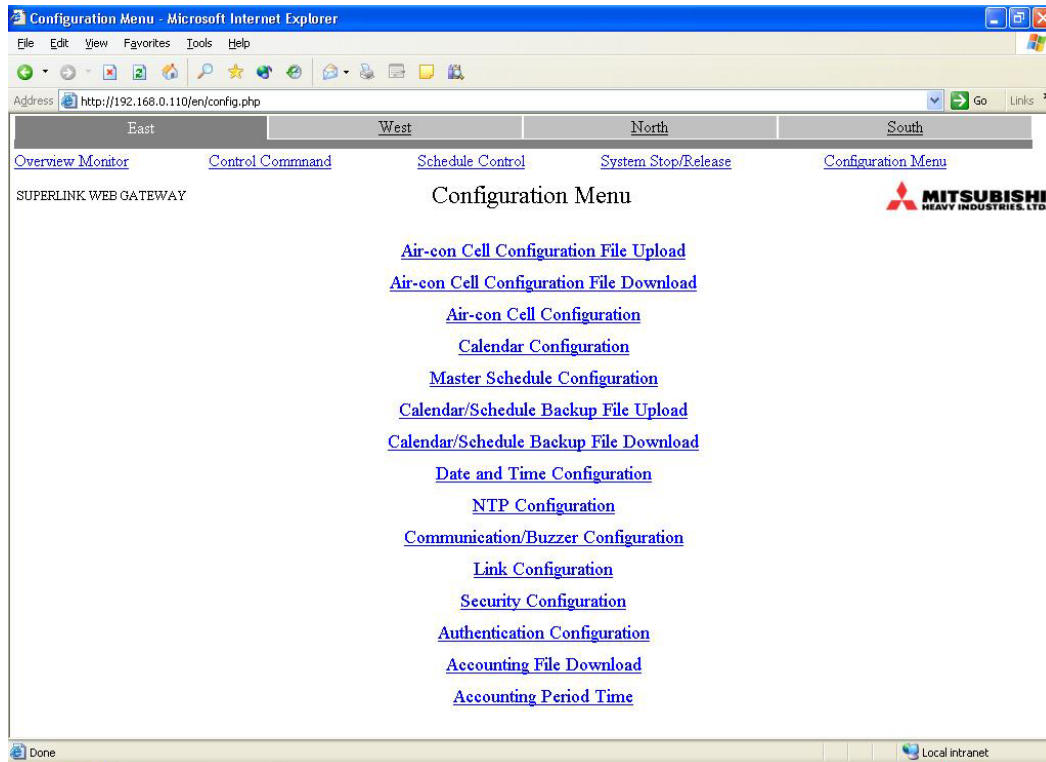 Configuration Menu - Microsoft Internet Explorer
File Edit View Favorites Tools Help
Address http://192.168.0.110/en/config.php Go Links
East West North South
Overview Monitor Control Commnand Schedule Control System Stop/Release Configuration Menu
SUPERLINK WEB GATEWAY Configuration Menu MITSUBISHI
HEAVY INDUSTRIES, LTD.
Air-con Cell Configuration File Upload
Air-con Cell Configuration File Download
Air-con Cell Configuration
Calendar Configuration
Master Schedule Configuration
Calendar/Schedule Backup File Upload
Calendar/Schedule Backup File Download
Date and Time Configuration
NTP Configuration
Communication/Buzzer Configuration
Link Configuration
Security Configuration
Authentication Configuration
Accounting File Download
Accounting Period Time
Done Local intranet